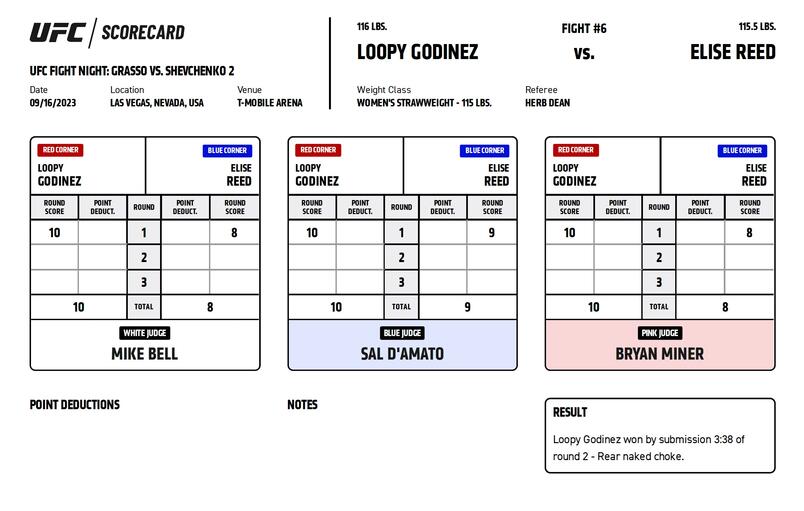 UFC / SCORECARD
UFC FIGHT NIGHT: GRASSO VS. SHEVCHENKO 2
Date Location Venue
09/16/2023 LAS VEGAS, NEVADA, USA T-MOBILE ARENA
116 LBS. FIGHT #6 115.5 LBS.
LOOPY GODINEZ VS. ELISE REED
Weight Class Referee
WOMEN'S STRAWWEIGHT - 115 LBS. HERB DEAN
RED CORNER BLUE CORNER
LOOPY ELISE
GODINEZ REED
ROUND POINT ROUND POINT ROUND
SCORE DEDUCT. DEDUCT. SCORE
10 1 8
2
3
10 TOTAL 8
WHITE JUDGE
MIKE BELL
RED CORNER BLUE CORNER
LOOPY ELISE
GODINEZ REED
ROUND POINT ROUND POINT ROUND
SCORE DEDUCT. DEDUCT. SCORE
10 1 9
2
3
10 TOTAL 9
BLUE JUDGE
SAL D'AMATO
RED CORNER BLUE CORNER
LOOPY ELISE
GODINEZ REED
ROUND POINT ROUND POINT ROUND
SCORE DEDUCT. DEDUCT. SCORE
10 1 8
2
3
10 TOTAL 8
PINK JUDGE
BRYAN MINER
POINT DEDUCTIONS
NOTES
RESULT
Loopy Godinez won by submission 3:38 of
round 2 - Rear naked choke.